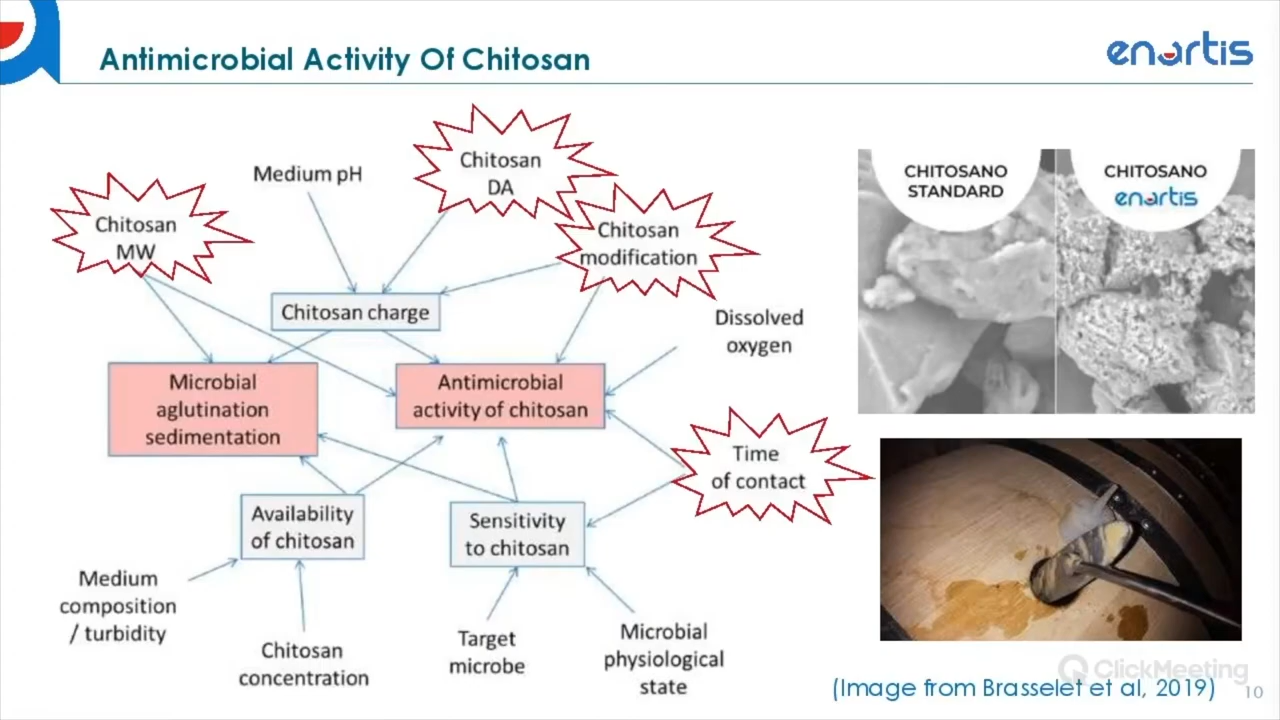 Antimicrobial Activity Of Chitosan
enartis
Medium pH
Chitosan
DA
Chitosan
MW
Chitosan
modification
Chitosan charge
Dissolved
oxygen
Microbial
aglutination
sedimentation
Antimicrobial
activity of chitosan
Time
of contact
Availability
of chitosan
Sensitivity
to chitosan
Medium
composition
/ turbidity
Chitosan
concentration
Target
microbe
Microbial
physiological
state
CHITOSANO
STANDARD
CHITOSANO
enartis
ClickMeeting
(Image from Brasselet et al, 2019)
10